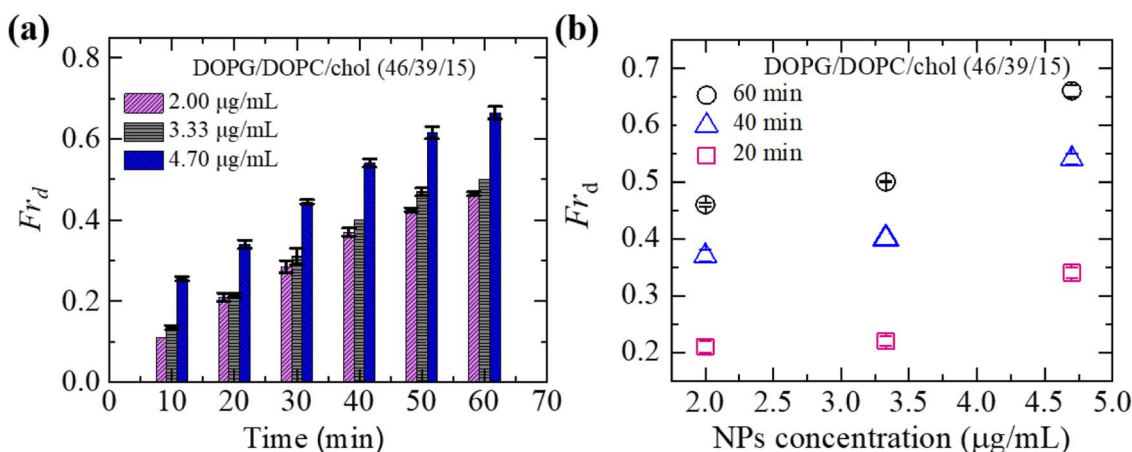 (a)
DOPG/DOPC/chol (46/39/15)
2.00 μg/mL
3.33 μg/mL
4.70 μg/mL
Fr_d
0.8
0.6
0.4
0.2
0.0
0 10 20 30 40 50 60 70
Time (min)
(b)
DOPG/DOPC/chol (46/39/15)
60 min
40 min
20 min
Fr_d
0.7
0.6
0.5
0.4
0.3
0.2
2.0 2.5 3.0 3.5 4.0 4.5 5.0
NPs concentration (μg/mL)